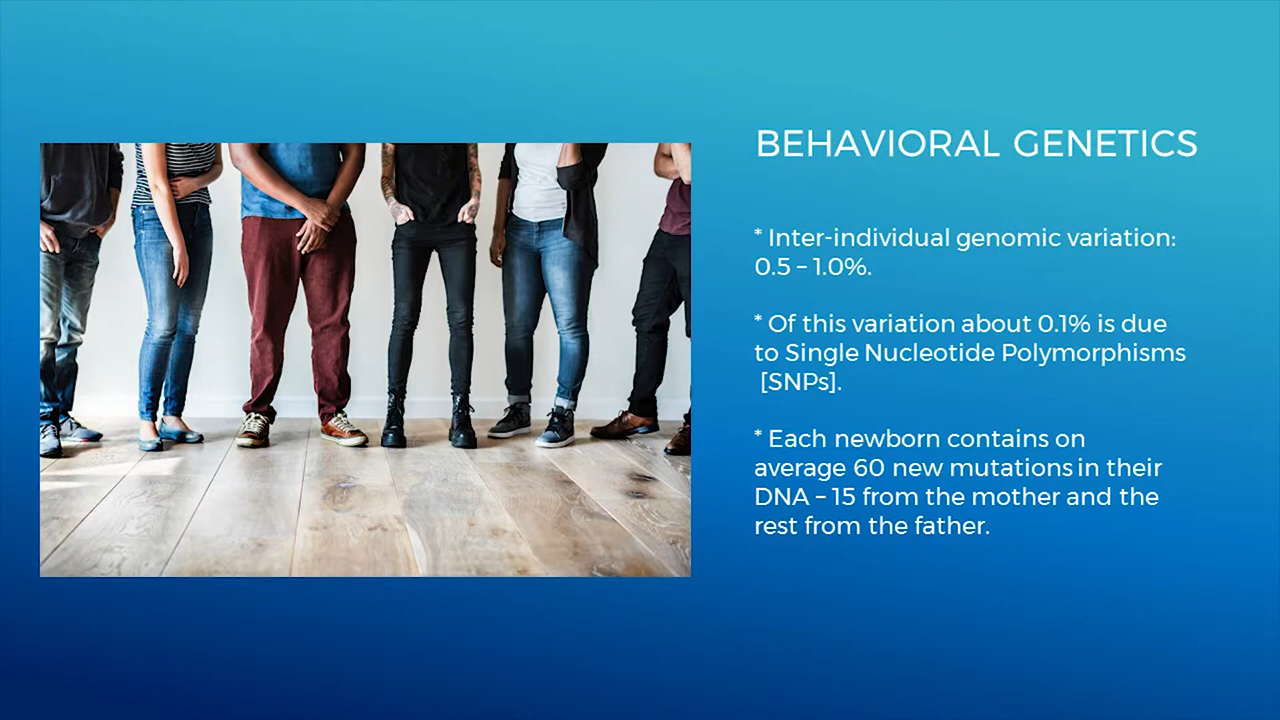 BEHAVIORAL GENETICS
* Inter-individual genomic variation:
0.5 – 1.0%.
* Of this variation about 0.1% is due
to Single Nucleotide Polymorphisms
[SNPs].
* Each newborn contains on
average 60 new mutations in their
DNA – 15 from the mother and the
rest from the father.